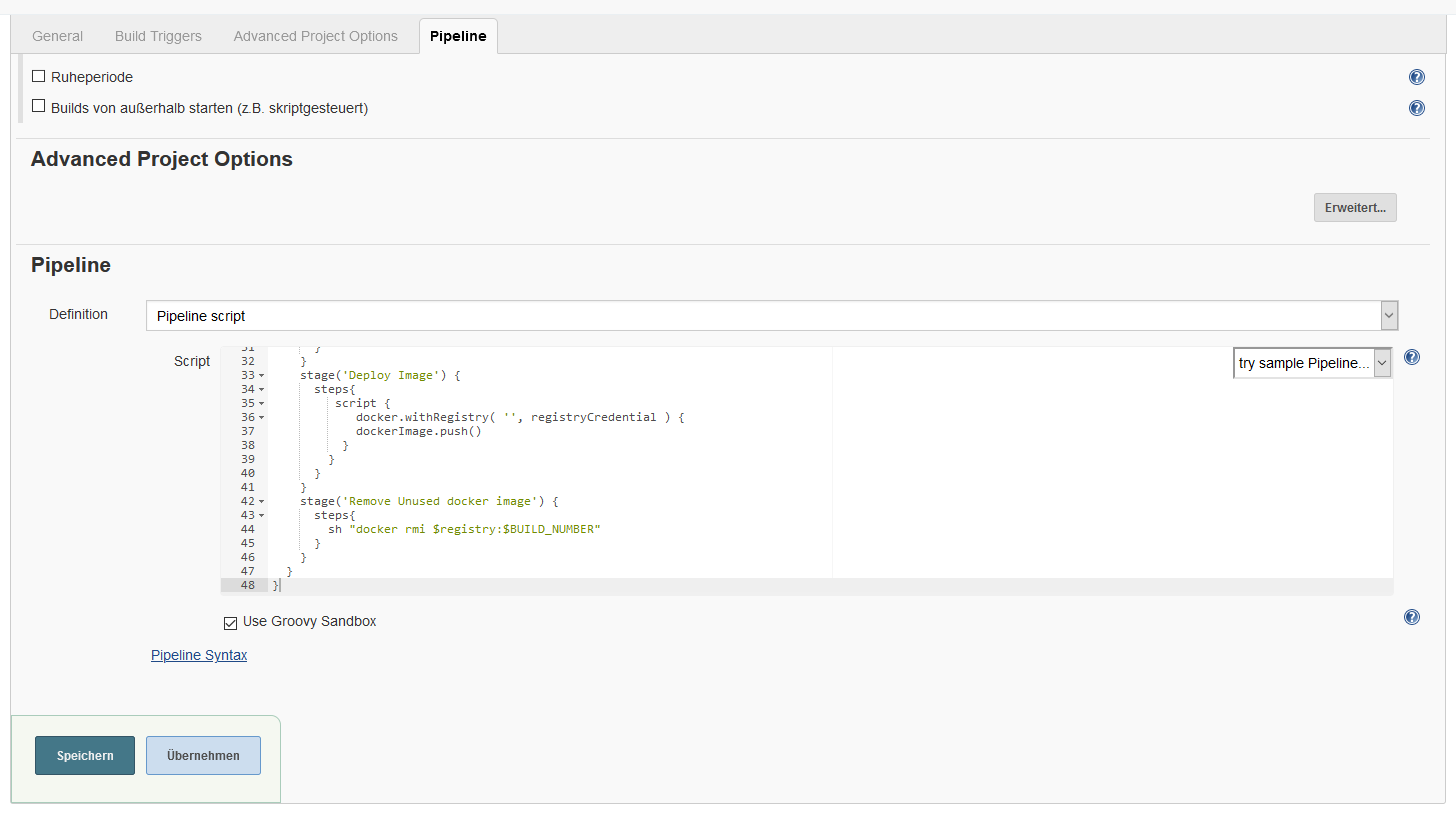 General Build Triggers Advanced Project Options Pipeline
Ruheperiode
Builds von außerhalb starten (z.B. skriptgesteuert)
Advanced Project Options
Erweitert...
Pipeline
Definition Pipeline script
Script try sample Pipeline...
31 }
32 }
33 stage('Deploy Image') {
34 steps{
35 script {
36 docker.withRegistry( '', registryCredential ) {
37 dockerImage.push()
38 }
39 }
40 }
41 }
42 stage('Remove Unused docker image') {
43 steps{
44 sh "docker rmi $registry:$BUILD_NUMBER"
45 }
46 }
47 }
48 }
Use Groovy Sandbox
Pipeline Syntax
Speichern Übernehmen